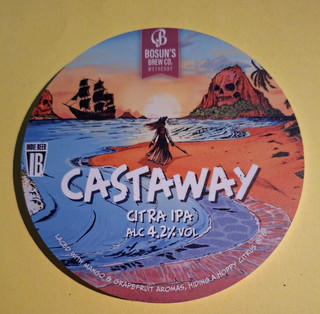 BOSUN'S
BREW CO.
WETHERBY
INDIE BEER
IB
CASTAWAY
CITRA IPA
ALC 4.2% VOL
LACED WITH MANGO & GRAPEFRUIT AROMAS, HIDING A HOPPY CITRUS